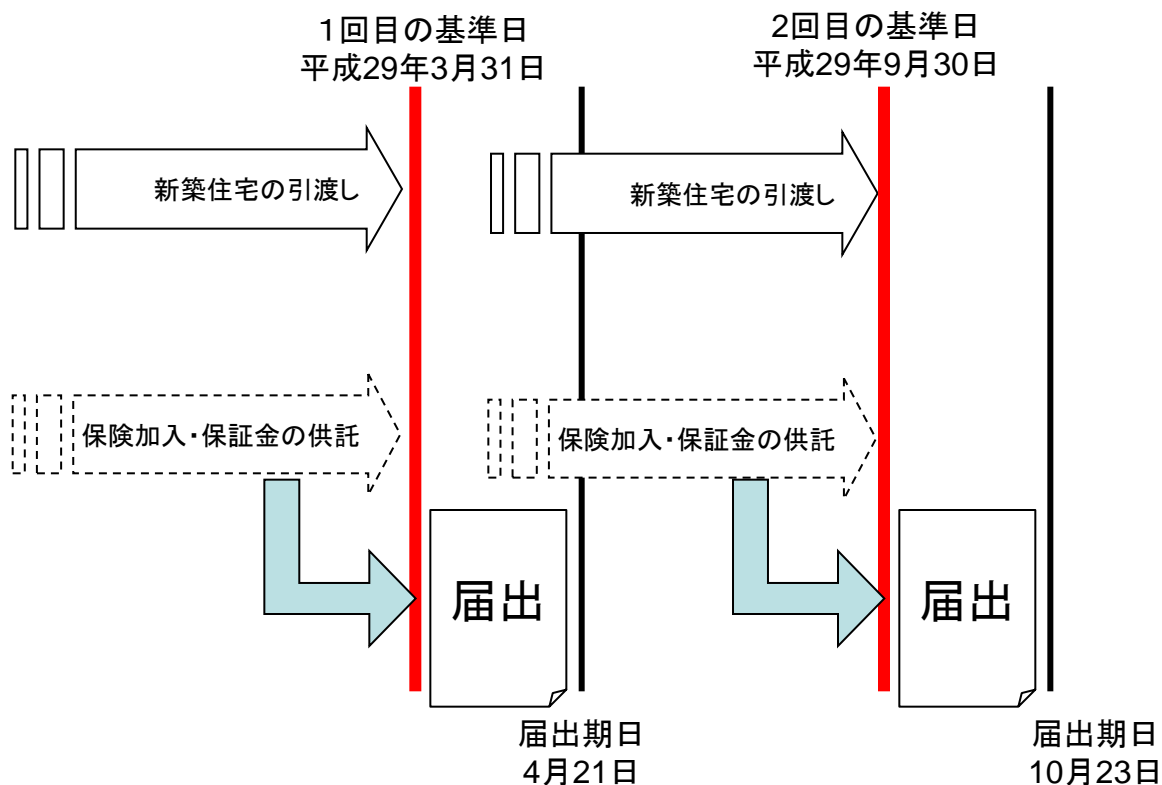 1回目の基準日
平成29年3月31日
2回目の基準日
平成29年9月30日
新築住宅の引渡し
新築住宅の引渡し
保険加入・保証金の供託
保険加入・保証金の供託
届出
届出
届出期日
4月21日
届出期日
10月23日